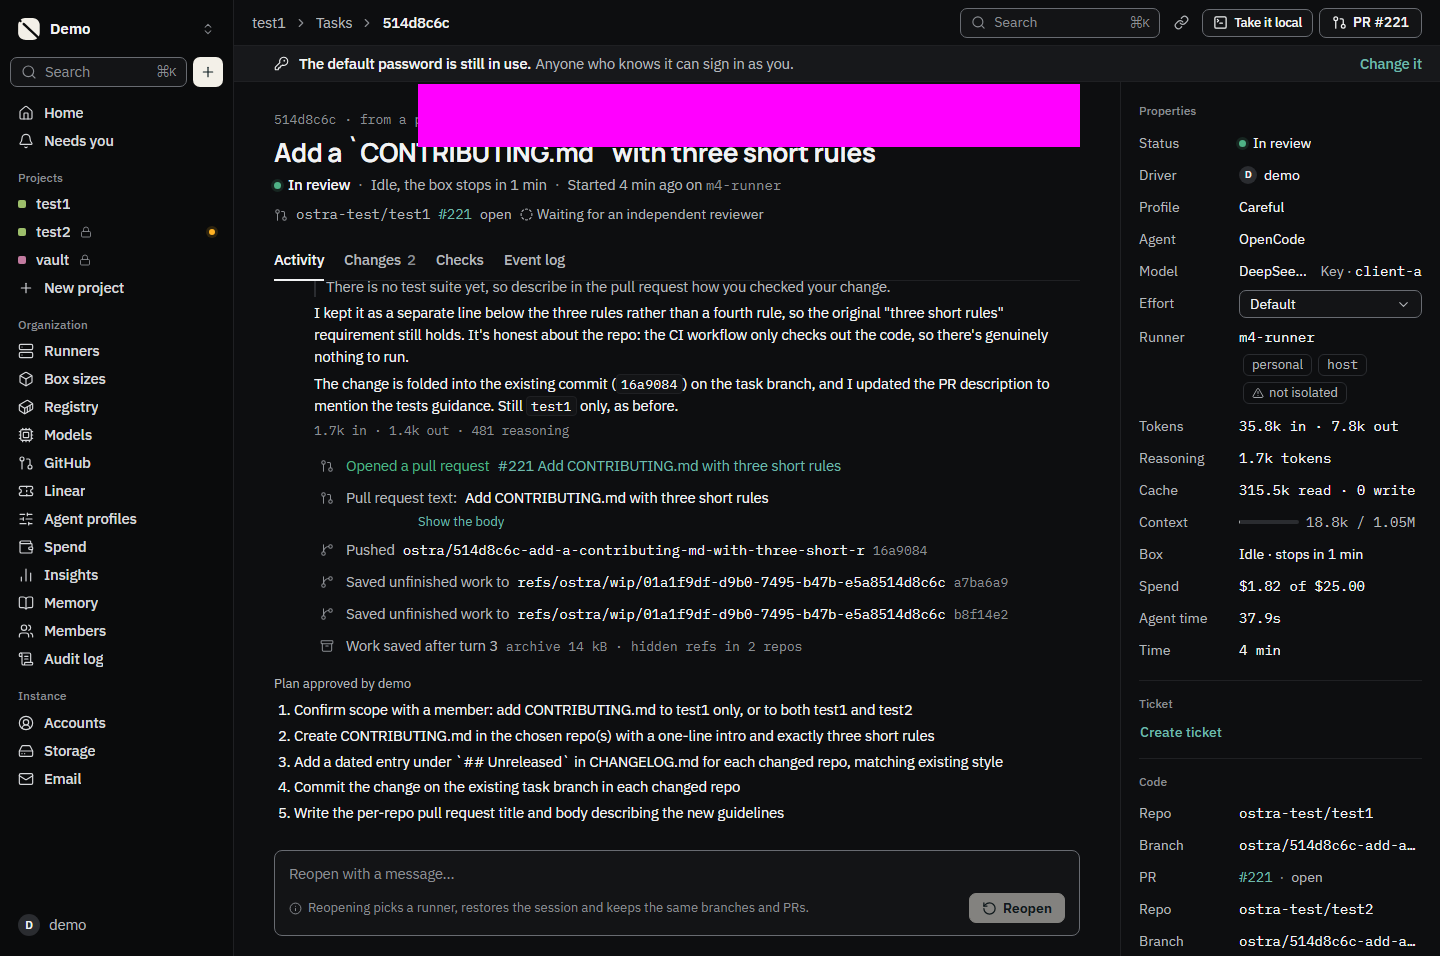 Demo
Search ⌘K
Home
Needs you
Projects
test1
test2
vault
New project
Organization
Runners
Box sizes
Registry
Models
GitHub
Linear
Agent profiles
Spend
Insights
Memory
Members
Audit log
Instance
Accounts
Storage
Email
D demo
test1 > Tasks > 514d8c6c
Search ⌘K
Take it local
PR #221
The default password is still in use. Anyone who knows it can sign in as you.
Change it
514d8c6c · from a
Add a `CONTRIBUTING.md` with three short rules
In review · Idle, the box stops in 1 min · Started 4 min ago on m4-runner
ostra-test/test1 #221 open Waiting for an independent reviewer
Activity Changes 2 Checks Event log
There is no test suite yet, so describe in the pull request how you checked your change.
I kept it as a separate line below the three rules rather than a fourth rule, so the original "three short rules"
requirement still holds. It's honest about the repo: the CI workflow only checks out the code, so there's genuinely
nothing to run.
The change is folded into the existing commit ( 16a9084 ) on the task branch, and I updated the PR description to
mention the tests guidance. Still test1 only, as before.
1.7k in · 1.4k out · 481 reasoning
Opened a pull request #221 Add CONTRIBUTING.md with three short rules
Pull request text: Add CONTRIBUTING.md with three short rules
Show the body
Pushed ostra/514d8c6c-add-a-contributing-md-with-three-short-r 16a9084
Saved unfinished work to refs/ostra/wip/01a1f9df-d9b0-7495-b47b-e5a8514d8c6c a7ba6a9
Saved unfinished work to refs/ostra/wip/01a1f9df-d9b0-7495-b47b-e5a8514d8c6c b8f14e2
Work saved after turn 3 archive 14 kB · hidden refs in 2 repos
Plan approved by demo
1. Confirm scope with a member: add CONTRIBUTING.md to test1 only, or to both test1 and test2
2. Create CONTRIBUTING.md in the chosen repo(s) with a one-line intro and exactly three short rules
3. Add a dated entry under `## Unreleased` in CHANGELOG.md for each changed repo, matching existing style
4. Commit the change on the existing task branch in each changed repo
5. Write the per-repo pull request title and body describing the new guidelines
Reopen with a message...
Reopening picks a runner, restores the session and keeps the same branches and PRs.
Reopen
Properties
Status In review
Driver D demo
Profile Careful
Agent OpenCode
Model DeepSee... Key · client-a
Effort Default
Runner m4-runner
personal host
not isolated
Tokens 35.8k in · 7.8k out
Reasoning 1.7k tokens
Cache 315.5k read · 0 write
Context 18.8k / 1.05M
Box Idle · stops in 1 min
Spend $1.82 of $25.00
Agent time 37.9s
Time 4 min
Ticket
Create ticket
Code
Repo ostra-test/test1
Branch ostra/514d8c6c-add-a…
PR #221 · open
Repo ostra-test/test2
Branch ostra/514d8c6c-add-a…